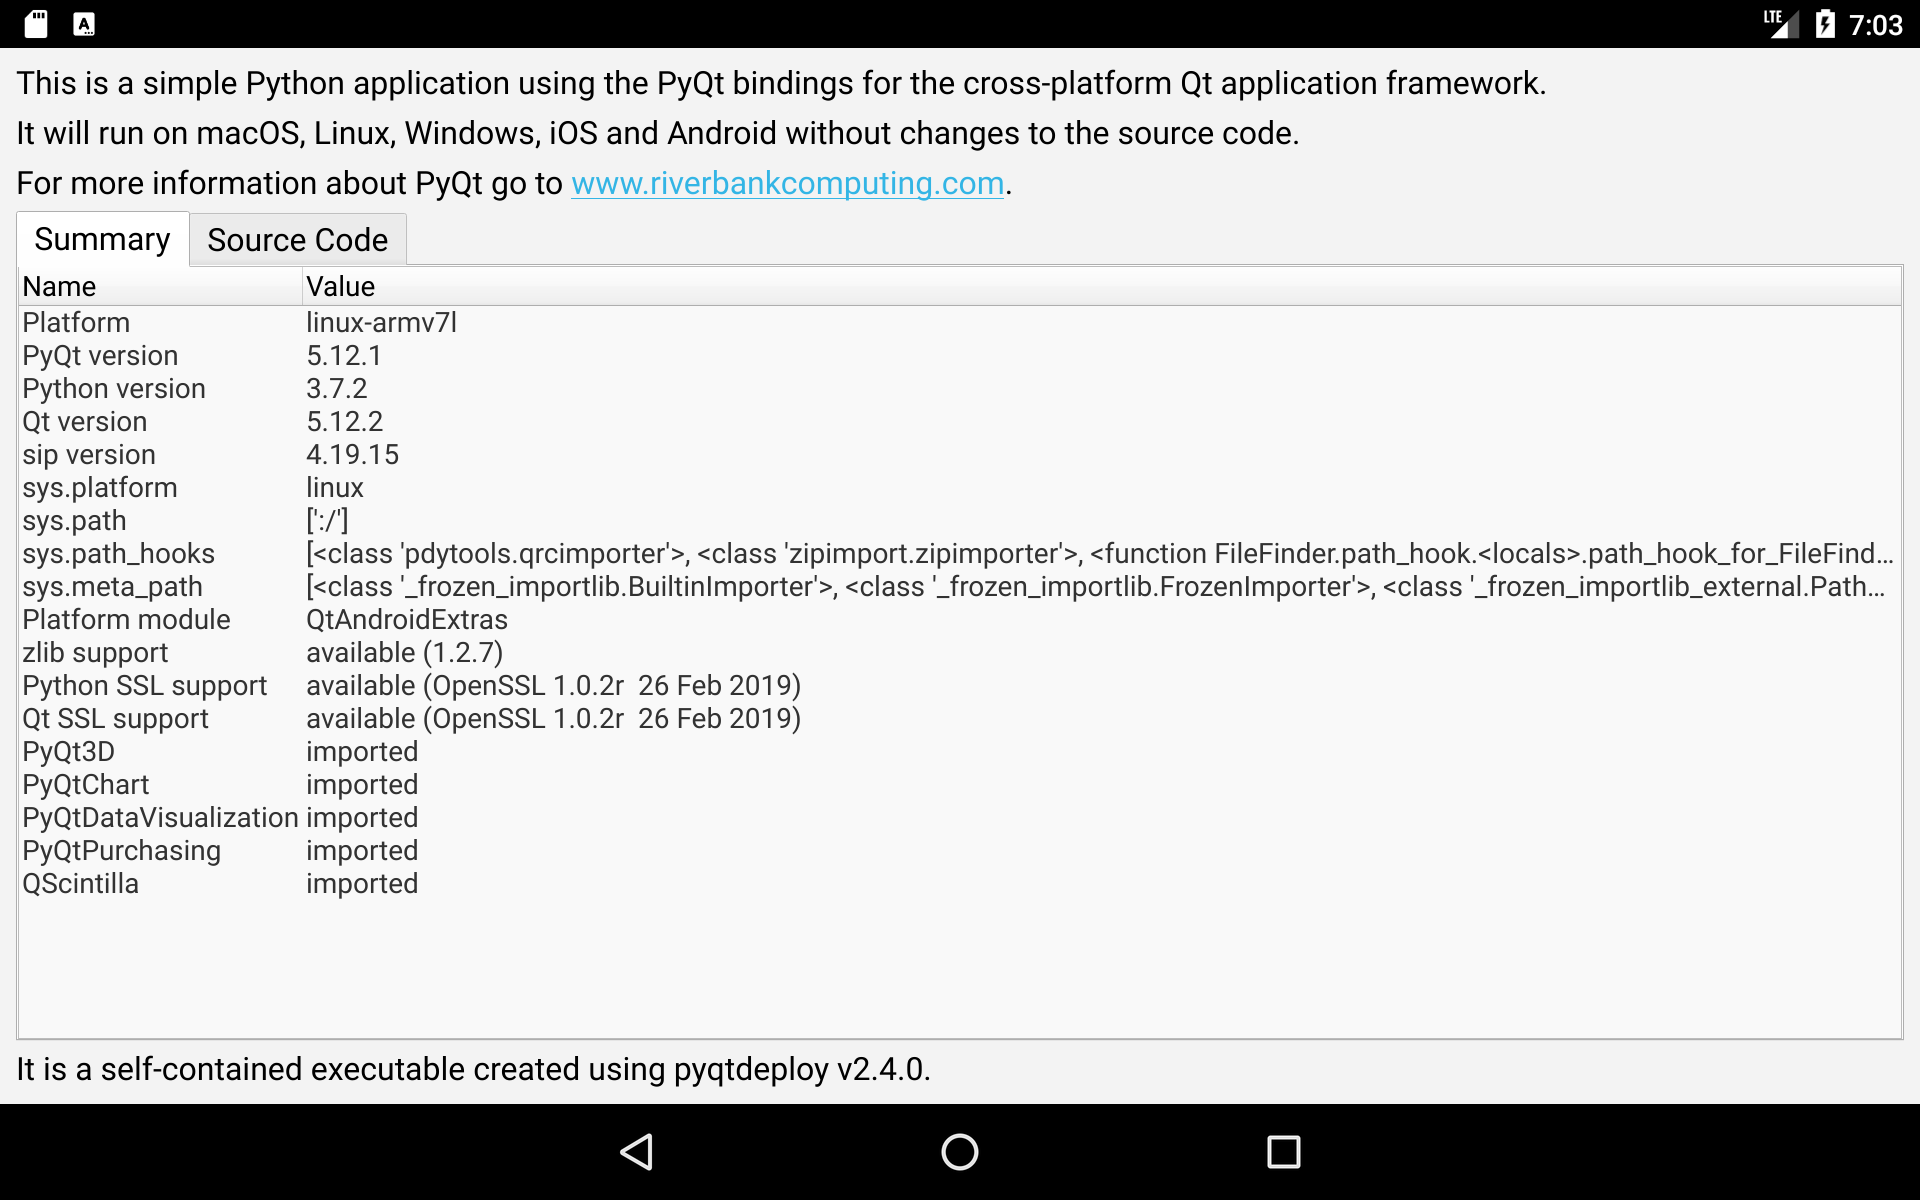 LTE 7:03
This is a simple Python application using the PyQt bindings for the cross-platform Qt application framework.
It will run on macOS, Linux, Windows, iOS and Android without changes to the source code.
For more information about PyQt go to www.riverbankcomputing.com.
Summary Source Code
Name Value
Platform linux-armv7l
PyQt version 5.12.1
Python version 3.7.2
Qt version 5.12.2
sip version 4.19.15
sys.platform linux
sys.path [':/']
sys.path_hooks [<class 'pdytools.qrcimporter'>, <class 'zipimport.zipimporter'>, <function FileFinder.path_hook.<locals>.path_hook_for_FileFind…
sys.meta_path [<class '_frozen_importlib.BuiltinImporter'>, <class '_frozen_importlib.FrozenImporter'>, <class '_frozen_importlib_external.Path…
Platform module QtAndroidExtras
zlib support available (1.2.7)
Python SSL support available (OpenSSL 1.0.2r  26 Feb 2019)
Qt SSL support available (OpenSSL 1.0.2r  26 Feb 2019)
PyQt3D imported
PyQtChart imported
PyQtDataVisualization imported
PyQtPurchasing imported
QScintilla imported
It is a self-contained executable created using pyqtdeploy v2.4.0.